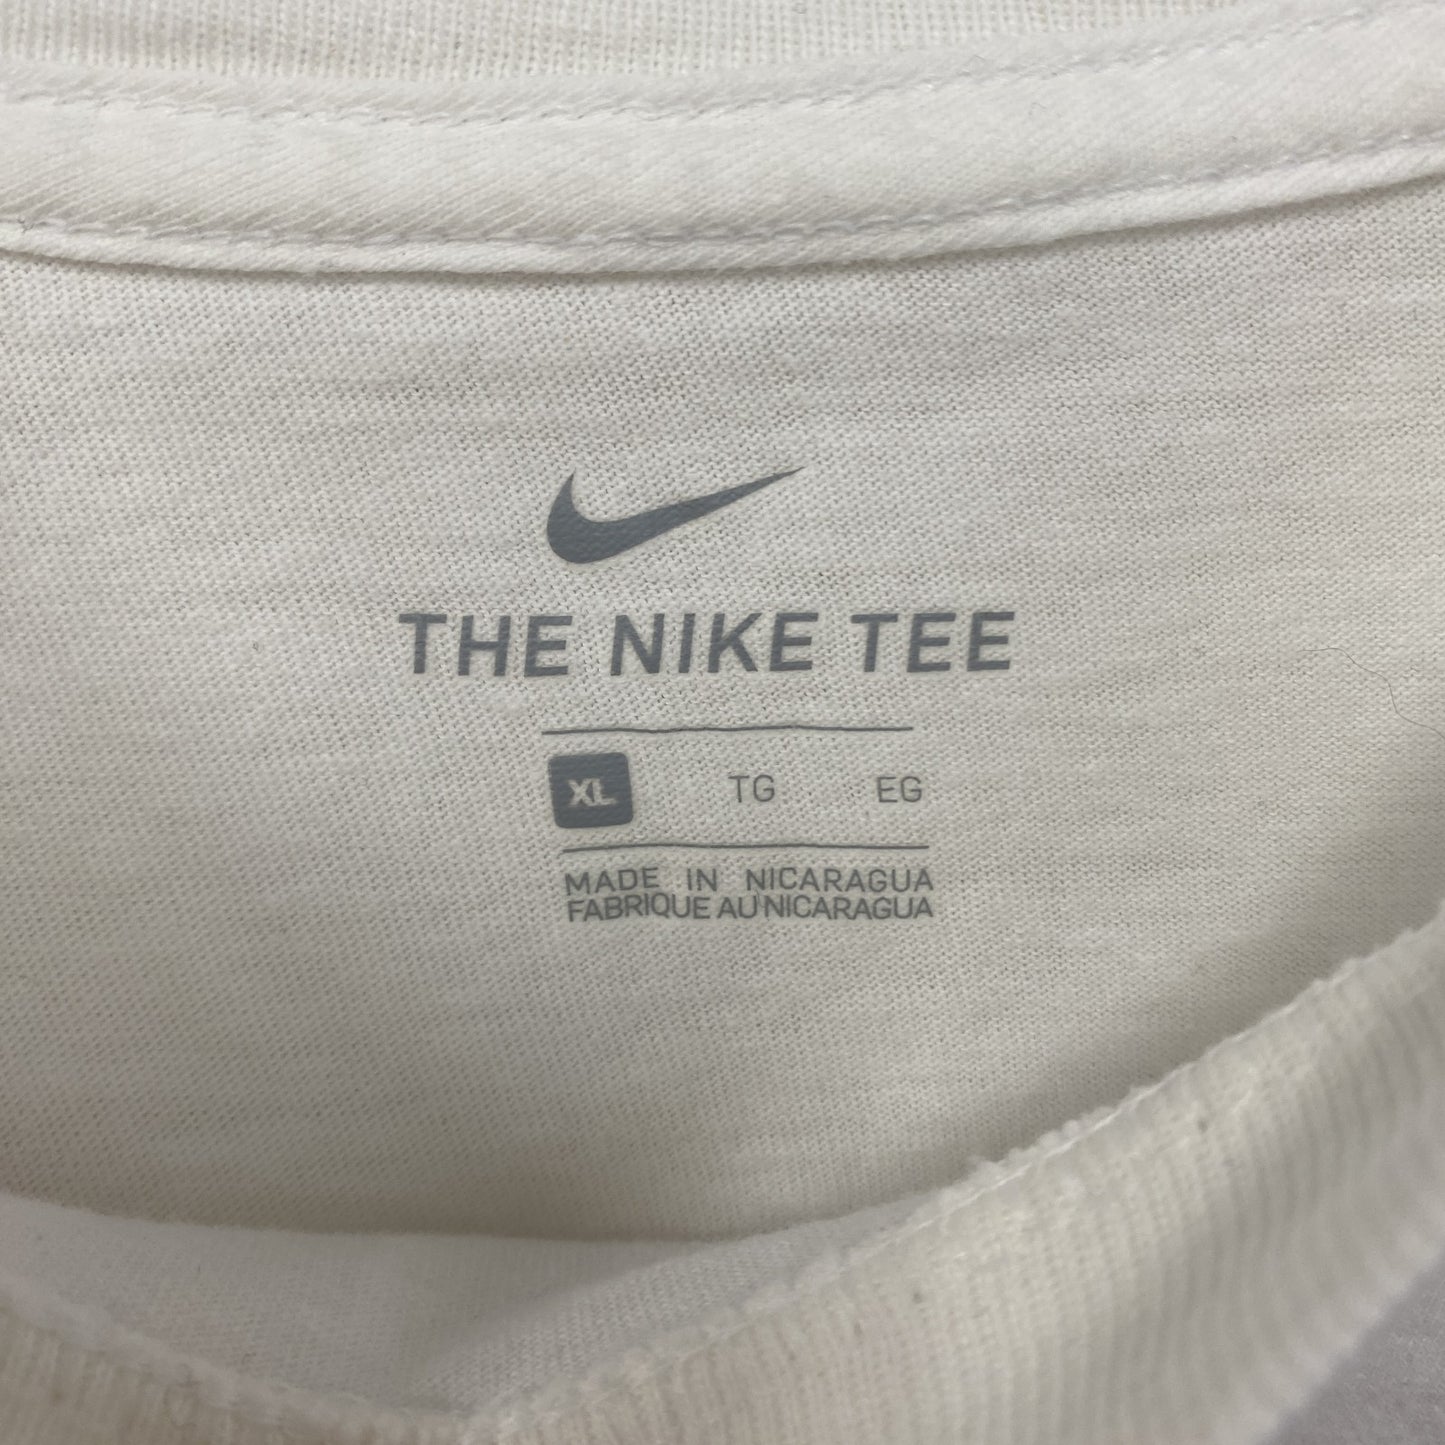 THE NIKE TEE
XL TG EG
MADE IN NICARAGUA
FABRIQUE AU NICARAGUA